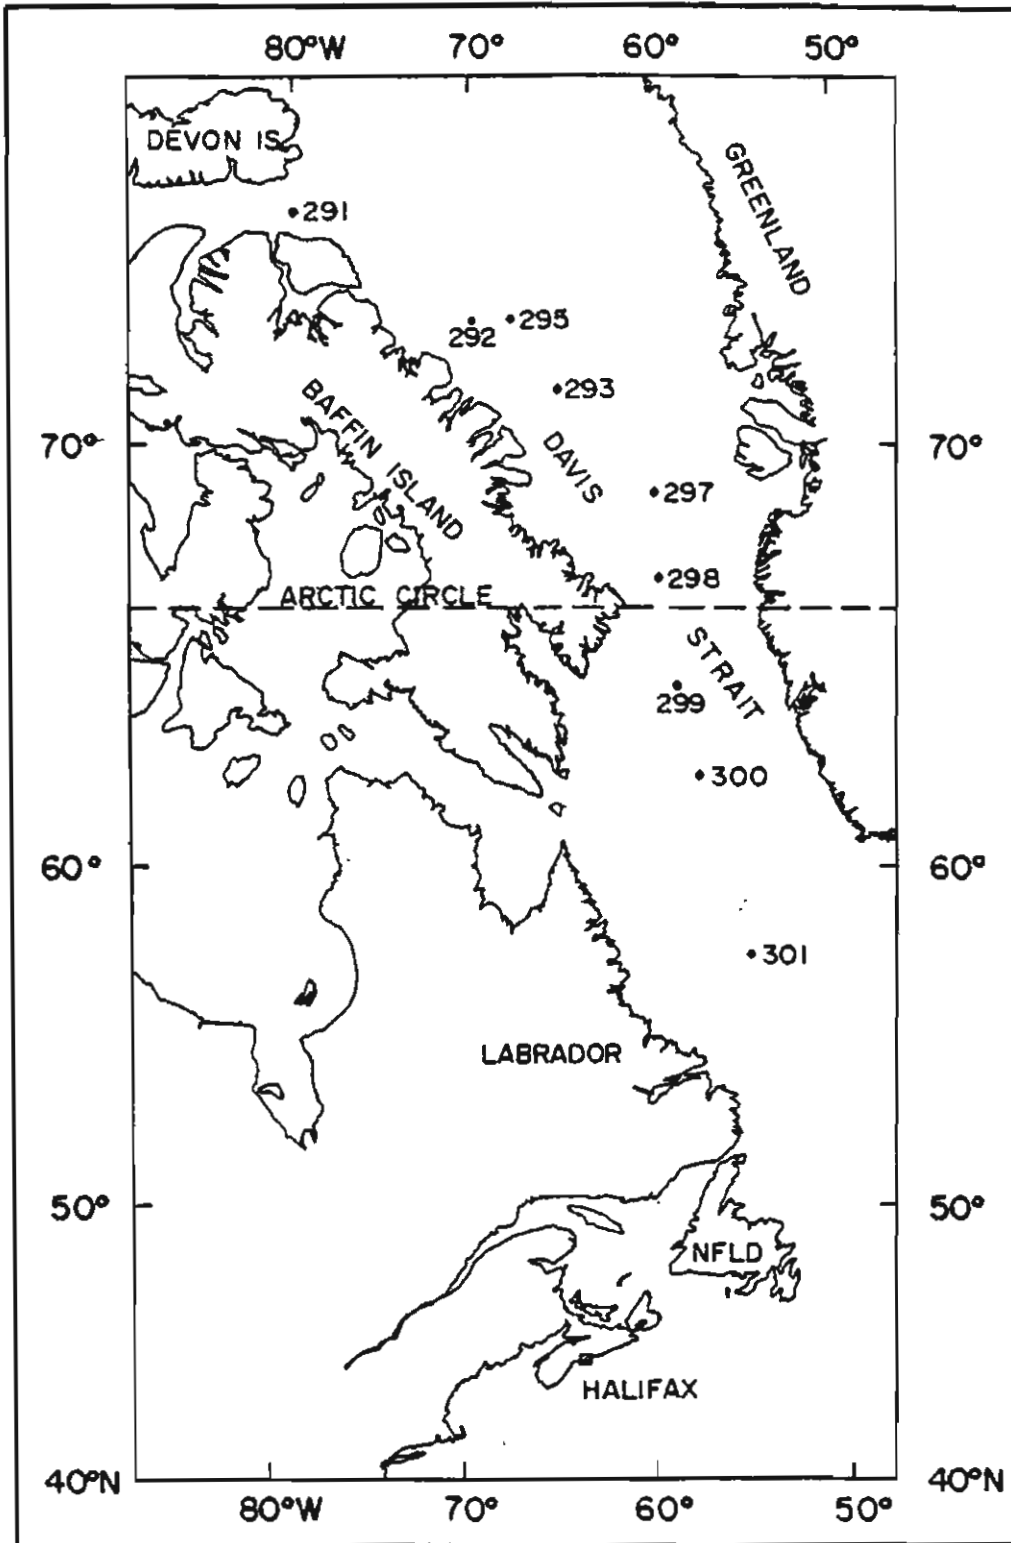 80°W 70° 60° 50°
DEVON IS.
GREENLAND
291
292
295
293
BAFFIN ISLAND
DAVIS
70° 70°
297
298
ARCTIC CIRCLE
STRAIT
299
300
60° 60°
301
LABRADOR
50° 50°
NFLD
HALIFAX
40°N 40°N
80°W 70° 60° 50°